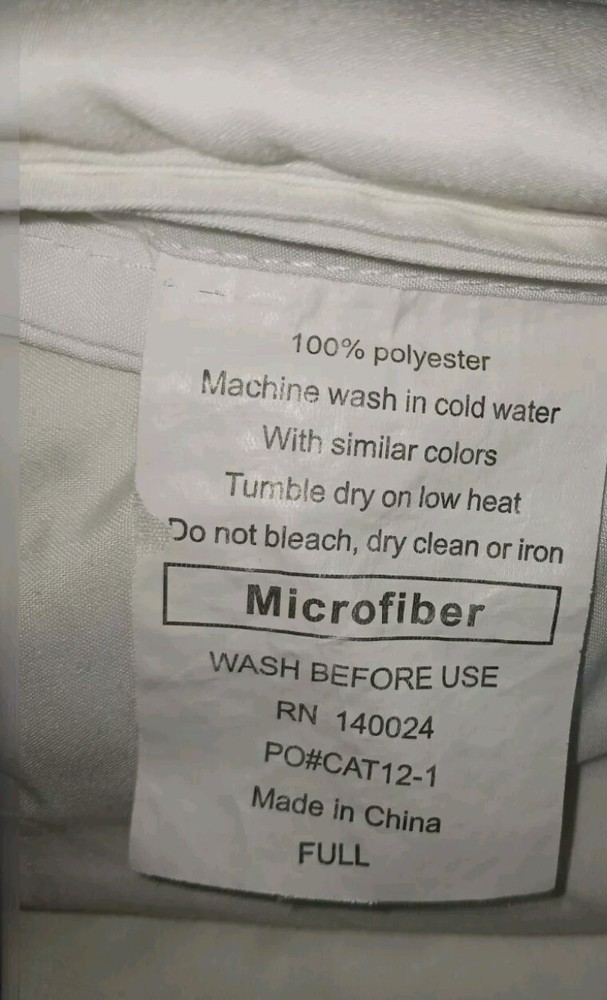 100% polyester
Machine wash in cold water
With similar colors
Tumble dry on low heat
Do not bleach, dry clean or iron
Microfiber
WASH BEFORE USE
RN 140024
PO#CAT12-1
Made in China
FULL